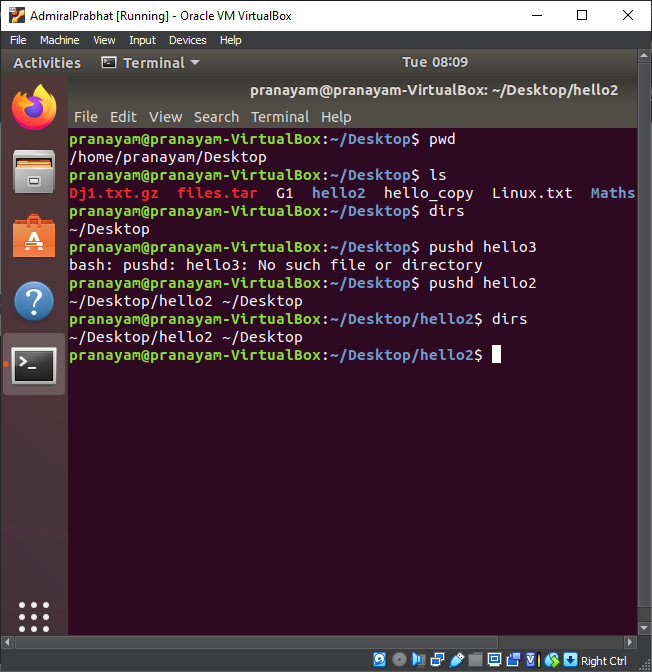 AdmiralPrabhat [Running] - Oracle VM VirtualBox
File Machine View Input Devices Help
Activities Terminal Tue 08:09
pranayam@pranayam-VirtualBox: ~/Desktop/hello2
File Edit View Search Terminal Help
pranayam@pranayam-VirtualBox:~/Desktop$ pwd
/home/pranayam/Desktop
pranayam@pranayam-VirtualBox:~/Desktop$ ls
Dj1.txt.gz files.tar G1 hello2 hello_copy Linux.txt Maths
pranayam@pranayam-VirtualBox:~/Desktop$ dirs
~/Desktop
pranayam@pranayam-VirtualBox:~/Desktop$ pushd hello3
bash: pushd: hello3: No such file or directory
pranayam@pranayam-VirtualBox:~/Desktop$ pushd hello2
~/Desktop/hello2 ~/Desktop
pranayam@pranayam-VirtualBox:~/Desktop/hello2$ dirs
~/Desktop/hello2 ~/Desktop
pranayam@pranayam-VirtualBox:~/Desktop/hello2$
Right Ctrl